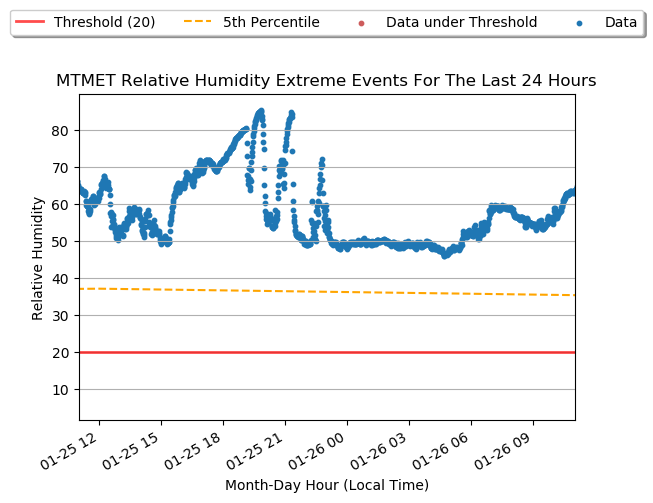 Threshold (20) 5th Percentile Data under Threshold Data
MTMET Relative Humidity Extreme Events For The Last 24 Hours
80
70
60
50
40
30
20
10
Relative Humidity
01-25 12 01-25 15 01-25 18 01-25 21 01-26 00 01-26 03 01-26 06 01-26 09
Month-Day Hour (Local Time)